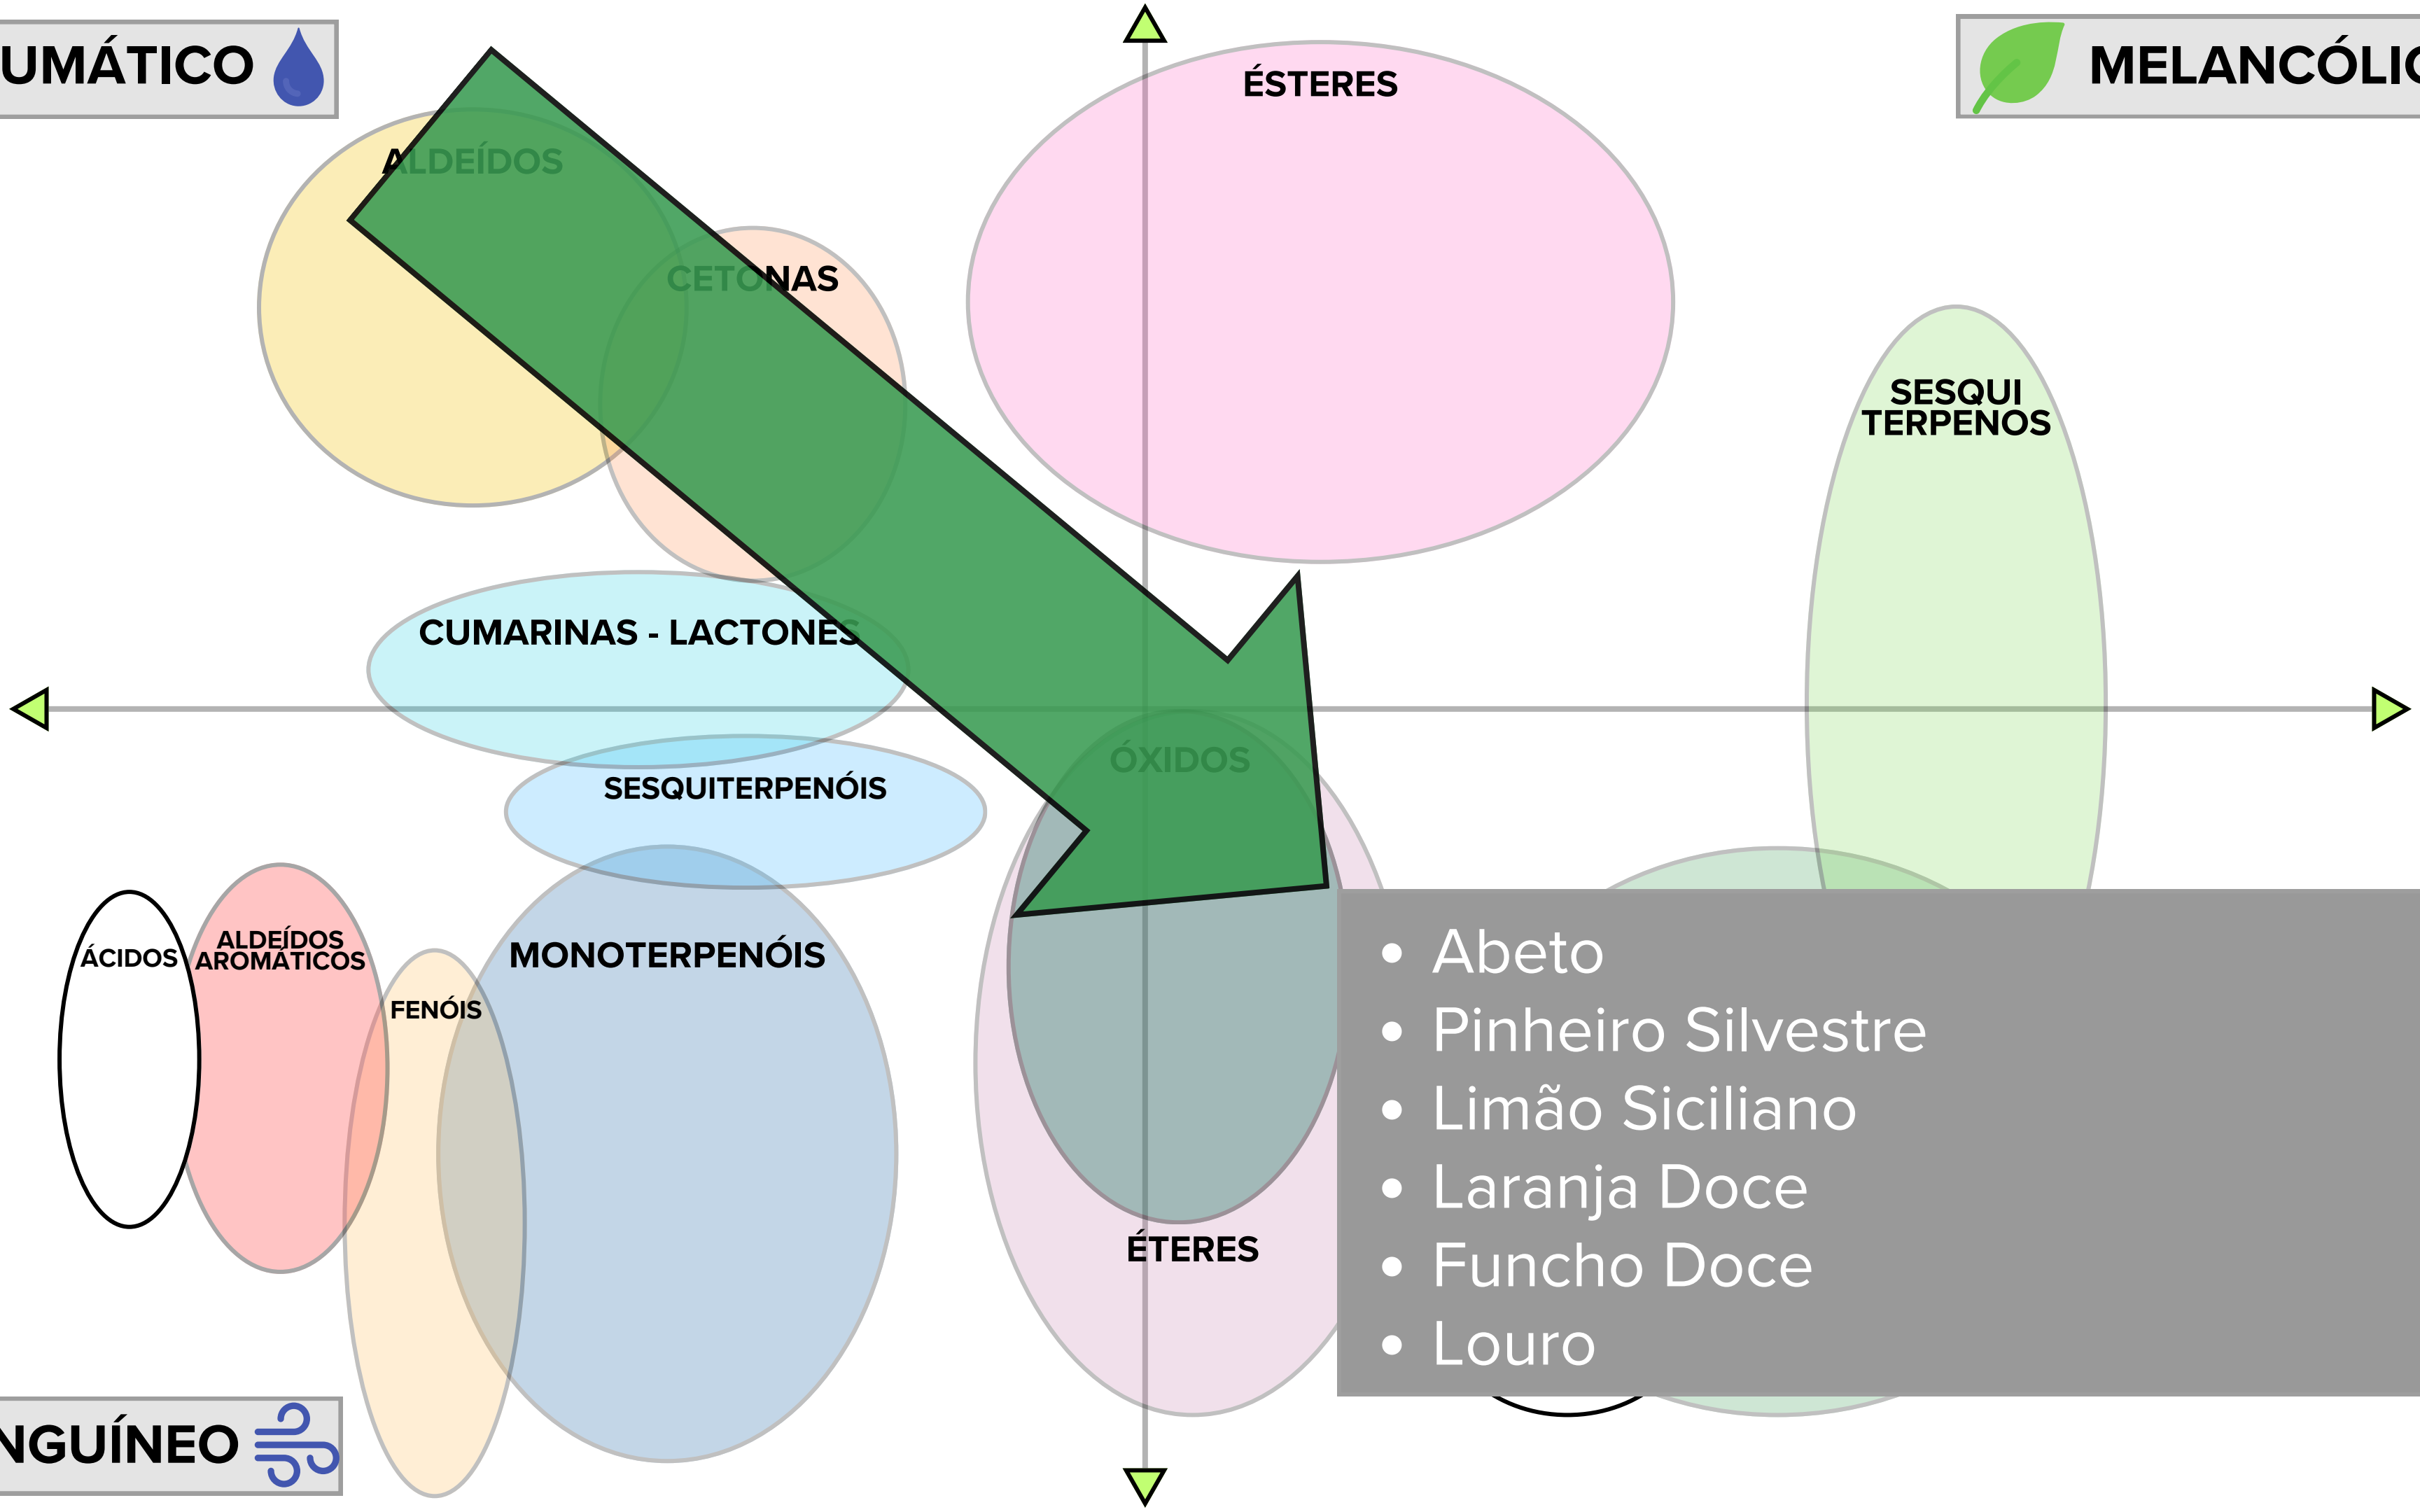 UMÁTICO
MELANCÓLIC
ÉSTERES
ALDEÍDOS
CETONAS
SESQUI
TERPENOS
CUMARINAS - LACTONES
ÓXIDOS
SESQUITERPENÓIS
ÁCIDOS
ALDEÍDOS
AROMÁTICOS
MONOTERPENÓIS
FENÓIS
• Abeto
• Pinheiro Silvestre
• Limão Siciliano
• Laranja Doce
• Funcho Doce
• Louro
ÉTERES
NGUÍNEO